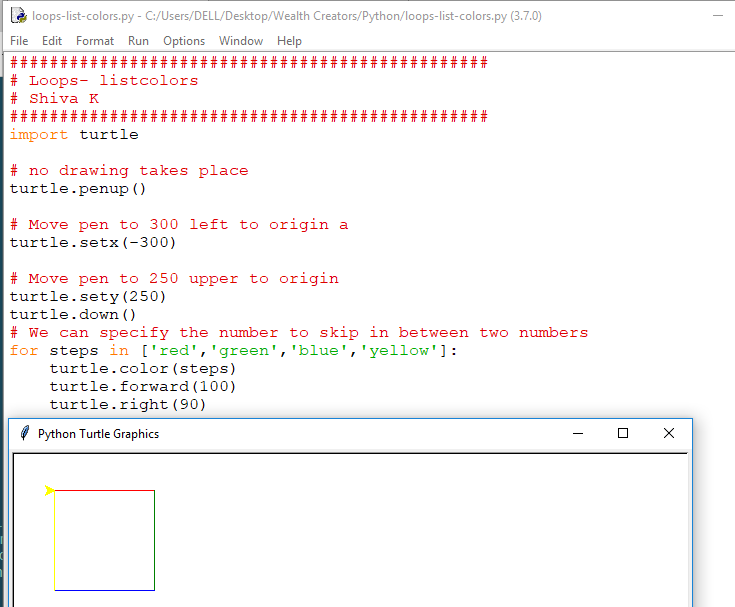 loops-list-colors.py - C:/Users/DELL/Desktop/Wealth Creators/Python/loops-list-colors.py (3.7.0)
File Edit Format Run Options Window Help
################################################
# Loops- listcolors
# Shiva K
################################################
import turtle
# no drawing takes place
turtle.penup()
# Move pen to 300 left to origin a
turtle.setx(-300)
# Move pen to 250 upper to origin
turtle.sety(250)
turtle.down()
# We can specify the number to skip in between two numbers
for steps in ['red','green','blue','yellow']:
    turtle.color(steps)
    turtle.forward(100)
    turtle.right(90)
Python Turtle Graphics